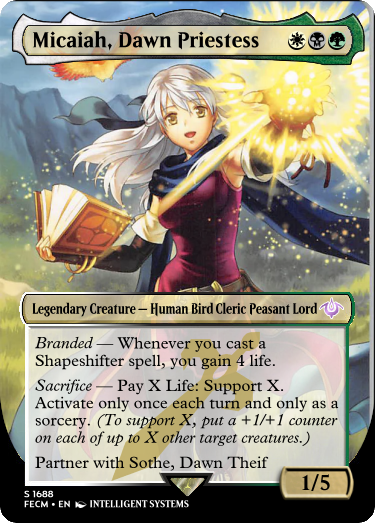 Micaiah, Dawn Priestess
Legendary Creature — Human Bird Cleric Peasant Lord
Branded — Whenever you cast a
Shapeshifter spell, you gain 4 life.
Sacrifice — Pay X Life: Support X.
Activate only once each turn and only as a
sorcery. (To support X, put a +1/+1 counter
on each of up to X other target creatures.)
Partner with Sothe, Dawn Theif
1/5
S 1688
FECM • EN INTELLIGENT SYSTEMS